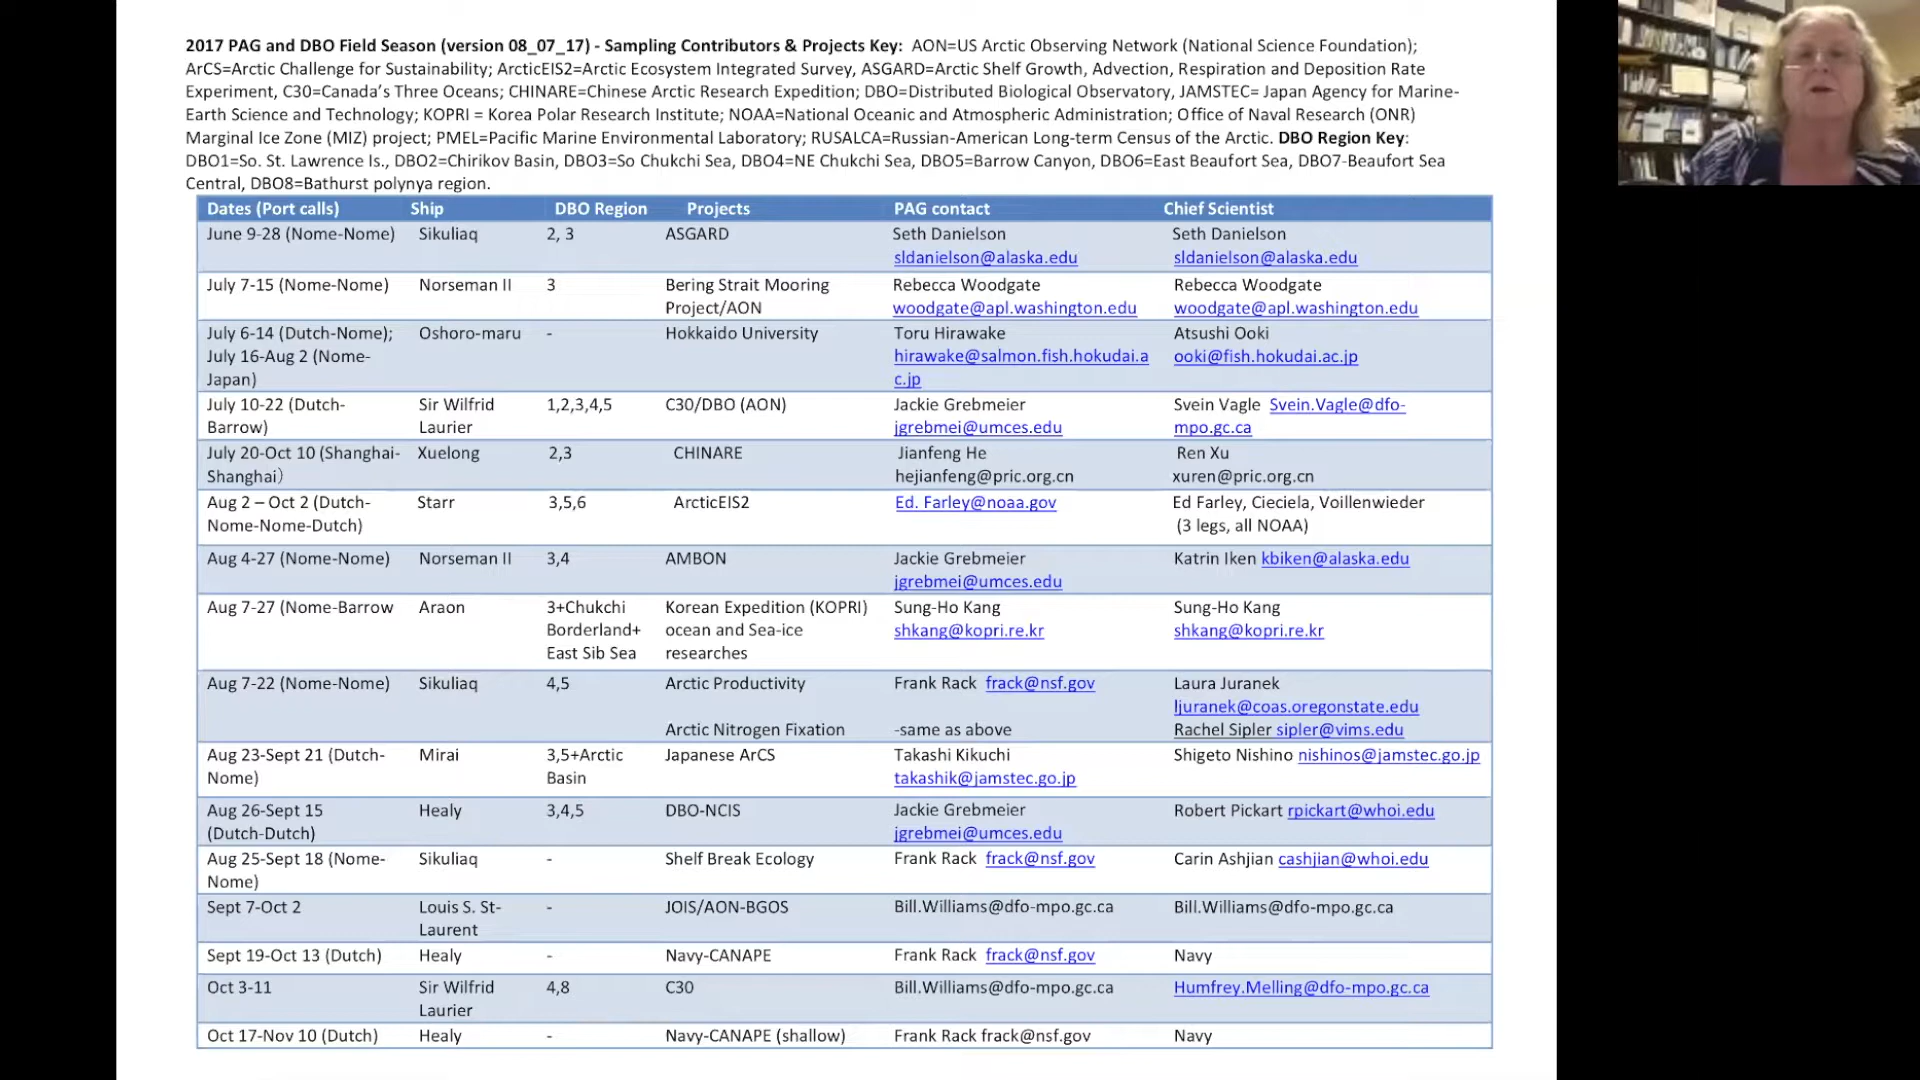 2017 PAG and DBO Field Season (version 08_07_17) - Sampling Contributors & Projects Key: AON=US Arctic Observing Network (National Science Foundation);
ArCS=Arctic Challenge for Sustainability; ArcticEIS2=Arctic Ecosystem Integrated Survey, ASGARD=Arctic Shelf Growth, Advection, Respiration and Deposition Rate
Experiment, C30=Canada's Three Oceans; CHINARE=Chinese Arctic Research Expedition; DBO=Distributed Biological Observatory, JAMSTEC= Japan Agency for Marine-
Earth Science and Technology; KOPRI = Korea Polar Research Institute; NOAA=National Oceanic and Atmospheric Administration; Office of Naval Research (ONR)
Marginal Ice Zone (MIZ) project; PMEL=Pacific Marine Environmental Laboratory; RUSALCA=Russian-American Long-term Census of the Arctic. DBO Region Key:
DBO1=So. St. Lawrence Is., DBO2=Chirikov Basin, DBO3=So Chukchi Sea, DBO4=NE Chukchi Sea, DBO5=Barrow Canyon, DBO6=East Beaufort Sea, DBO7-Beaufort Sea
Central, DBO8=Bathurst polynya region.
Dates (Port calls) Ship DBO Region Projects PAG contact Chief Scientist
June 9-28 (Nome-Nome) Sikuliaq 2, 3 ASGARD Seth Danielson Seth Danielson
sldanielson@alaska.edu sldanielson@alaska.edu
July 7-15 (Nome-Nome) Norseman II 3 Bering Strait Mooring Rebecca Woodgate Rebecca Woodgate
Project/AON woodgate@apl.washington.edu woodgate@apl.washington.edu
July 6-14 (Dutch-Nome); Oshoro-maru - Hokkaido University Toru Hirawake Atsushi Ooki
July 16-Aug 2 (Nome- hirawake@salmon.fish.hokudai.a ooki@fish.hokudai.ac.jp
Japan) c.jp
July 10-22 (Dutch- Sir Wilfrid 1,2,3,4,5 C30/DBO (AON) Jackie Grebmeier Svein Vagle Svein.Vagle@dfo-
Barrow) Laurier jgrebmei@umces.edu mpo.gc.ca
July 20-Oct 10 (Shanghai- Xuelong 2,3 CHINARE Jianfeng He Ren Xu
Shanghai） hejianfeng@pric.org.cn xuren@pric.org.cn
Aug 2 – Oct 2 (Dutch- Starr 3,5,6 ArcticEIS2 Ed. Farley@noaa.gov Ed Farley, Cieciela, Voillenwieder
Nome-Nome-Dutch) (3 legs, all NOAA)
Aug 4-27 (Nome-Nome) Norseman II 3,4 AMBON Jackie Grebmeier Katrin Iken kbiken@alaska.edu
jgrebmei@umces.edu
Aug 7-27 (Nome-Barrow Araon 3+Chukchi Korean Expedition (KOPRI) Sung-Ho Kang Sung-Ho Kang
Borderland+ ocean and Sea-ice shkang@kopri.re.kr shkang@kopri.re.kr
East Sib Sea researches
Aug 7-22 (Nome-Nome) Sikuliaq 4,5 Arctic Productivity Frank Rack frack@nsf.gov Laura Juranek
ljuranek@coas.oregonstate.edu
Arctic Nitrogen Fixation -same as above Rachel Sipler sipler@vims.edu
Aug 23-Sept 21 (Dutch- Mirai 3,5+Arctic Japanese ArCS Takashi Kikuchi Shigeto Nishino nishinos@jamstec.go.jp
Nome) Basin takashik@jamstec.go.jp
Aug 26-Sept 15 Healy 3,4,5 DBO-NCIS Jackie Grebmeier Robert Pickart rpickart@whoi.edu
(Dutch-Dutch) jgrebmei@umces.edu
Aug 25-Sept 18 (Nome- Sikuliaq - Shelf Break Ecology Frank Rack frack@nsf.gov Carin Ashjian cashjian@whoi.edu
Nome)
Sept 7-Oct 2 Louis S. St- - JOIS/AON-BGOS Bill.Williams@dfo-mpo.gc.ca Bill.Williams@dfo-mpo.gc.ca
Laurent
Sept 19-Oct 13 (Dutch) Healy - Navy-CANAPE Frank Rack frack@nsf.gov Navy
Oct 3-11 Sir Wilfrid 4,8 C30 Bill.Williams@dfo-mpo.gc.ca Humfrey.Melling@dfo-mpo.gc.ca
Laurier
Oct 17-Nov 10 (Dutch) Healy - Navy-CANAPE (shallow) Frank Rack frack@nsf.gov Navy